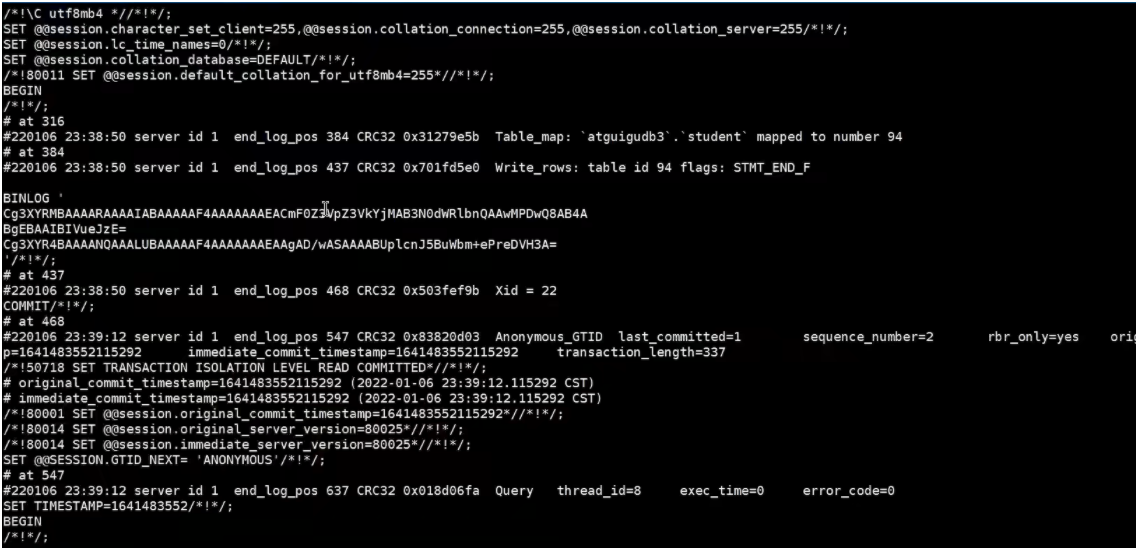 /*!\C utf8mb4 *//*!*/;
SET @@session.character_set_client=255,@@session.collation_connection=255,@@session.collation_server=255/*!*/;
SET @@session.lc_time_names=0/*!*/;
SET @@session.collation_database=DEFAULT/*!*/;
/*!80011 SET @@session.default_collation_for_utf8mb4=255*//*!*/;
BEGIN
/*!*/;
# at 316
#220106 23:38:50 server id 1  end_log_pos 384 CRC32 0x31279e5b  Table_map: `atguigudb3`.`student` mapped to number 94
# at 384
#220106 23:38:50 server id 1  end_log_pos 437 CRC32 0x701fd5e0  Write_rows: table id 94 flags: STMT_END_F
BINLOG '
Cg3XYRMBAAAARAAAAIABAAAAAF4AAAAAAAEACmF0Z3VpZ3VkYjMAB3N0dWRlbnQAAwMPDwQ8AB4A
BgEBAAIBIVueJzE=
Cg3XYR4BAAAANQAAALUBAAAAAF4AAAAAAAEAAgAD/wASAAAABUplcnJ5BuWbm+ePreDVH3A=
'/*!*/;
# at 437
#220106 23:38:50 server id 1  end_log_pos 468 CRC32 0x503fef9b  Xid = 22
COMMIT/*!*/;
# at 468
#220106 23:39:12 server id 1  end_log_pos 547 CRC32 0x83820d03  Anonymous_GTID  last_committed=1        sequence_number=2       rbr_only=yes    orig
p=1641483552115292      immediate_commit_timestamp=1641483552115292     transaction_length=337
/*!50718 SET TRANSACTION ISOLATION LEVEL READ COMMITTED*//*!*/;
# original_commit_timestamp=1641483552115292 (2022-01-06 23:39:12.115292 CST)
# immediate_commit_timestamp=1641483552115292 (2022-01-06 23:39:12.115292 CST)
/*!80001 SET @@session.original_commit_timestamp=1641483552115292*//*!*/;
/*!80014 SET @@session.original_server_version=80025*//*!*/;
/*!80014 SET @@session.immediate_server_version=80025*//*!*/;
SET @@SESSION.GTID_NEXT= 'ANONYMOUS'/*!*/;
# at 547
#220106 23:39:12 server id 1  end_log_pos 637 CRC32 0x018d06fa  Query   thread_id=8     exec_time=0     error_code=0
SET TIMESTAMP=1641483552/*!*/;
BEGIN
/*!*/;